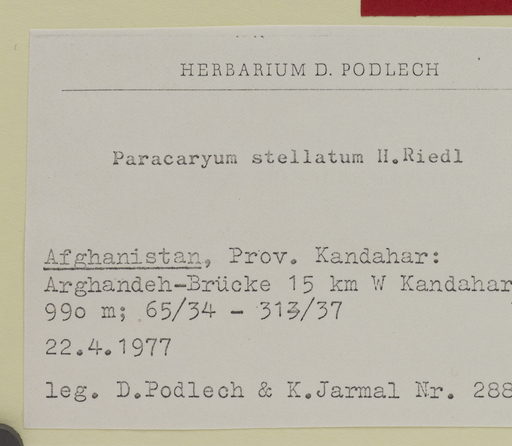 HERBARIUM D. PODLECH
Paracaryum stellatum H.Riedl
Afghanistan, Prov. Kandahar:
Arghandeh-Brücke 15 km W Kandahar
990 m; 65/34 - 313/37
22.4.1977
leg. D.Podlech & K.Jarmal Nr. 288